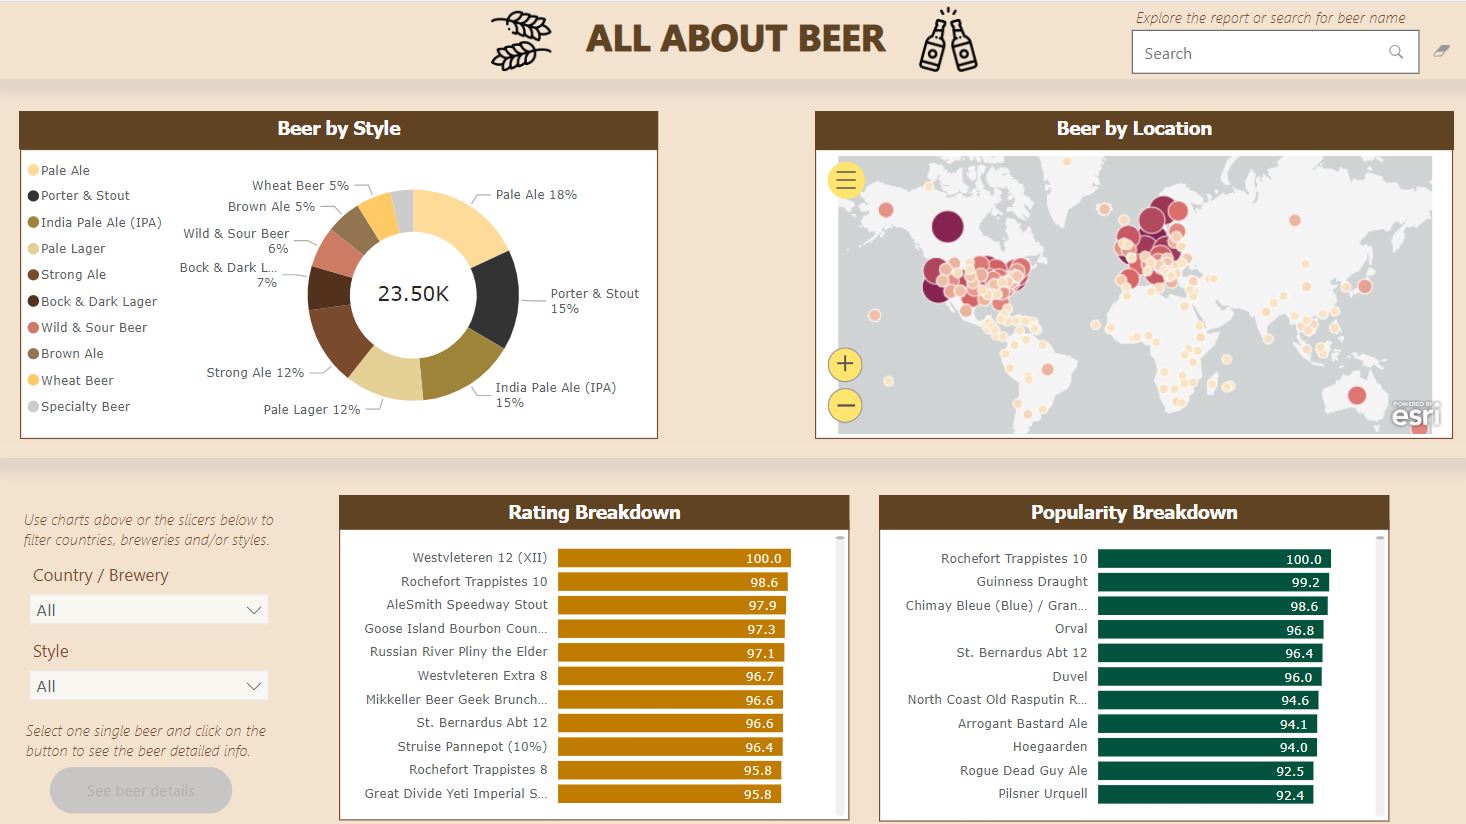 ALL ABOUT BEER
Explore the report or search for beer name
Search
Beer by Style
Pale Ale
Porter & Stout
India Pale Ale (IPA)
Pale Lager
Strong Ale
Bock & Dark Lager
Wild & Sour Beer
Brown Ale
Wheat Beer
Specialty Beer
Wheat Beer 5%
Brown Ale 5%
Wild & Sour Beer
6%
Bock & Dark L...
7%
Strong Ale 12%
Pale Lager 12%
Pale Ale 18%
Porter & Stout
15%
India Pale Ale (IPA)
15%
23.50K
Beer by Location
POWERED BY
esri
Use charts above or the slicers below to
filter countries, breweries and/or styles.
Country / Brewery
All
Style
All
Select one single beer and click on the
button to see the beer detailed info.
See beer details
Rating Breakdown
Westvleteren 12 (XII) 100.0
Rochefort Trappistes 10 98.6
AleSmith Speedway Stout 97.9
Goose Island Bourbon Coun... 97.3
Russian River Pliny the Elder 97.1
Westvleteren Extra 8 96.7
Mikkeller Beer Geek Brunch... 96.6
St. Bernardus Abt 12 96.6
Struise Pannepot (10%) 96.4
Rochefort Trappistes 8 95.8
Great Divide Yeti Imperial S... 95.8
Popularity Breakdown
Rochefort Trappistes 10 100.0
Guinness Draught 99.2
Chimay Bleue (Blue) / Gran... 98.6
Orval 96.8
St. Bernardus Abt 12 96.4
Duvel 96.0
North Coast Old Rasputin R... 94.6
Arrogant Bastard Ale 94.1
Hoegaarden 94.0
Rogue Dead Guy Ale 92.5
Pilsner Urquell 92.4